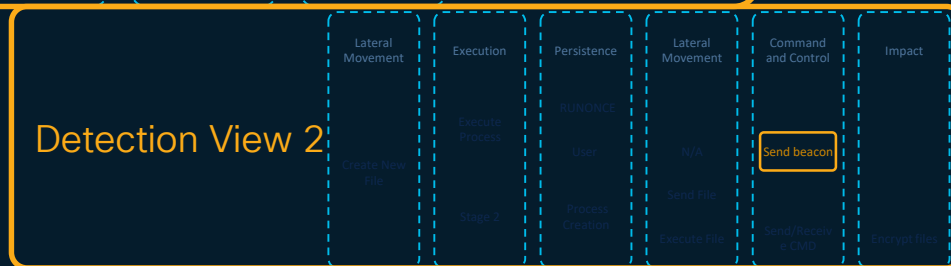 Lateral
Movement
Execution
Persistence
Lateral
Movement
Command
and Control
Impact
Detection View 2
Create New
File
Execute
Process
Stage 2
RUNONCE
User
Process
Creation
N/A
Send File
Execute File
Send beacon
Send/Receiv
e CMD
Encrypt files